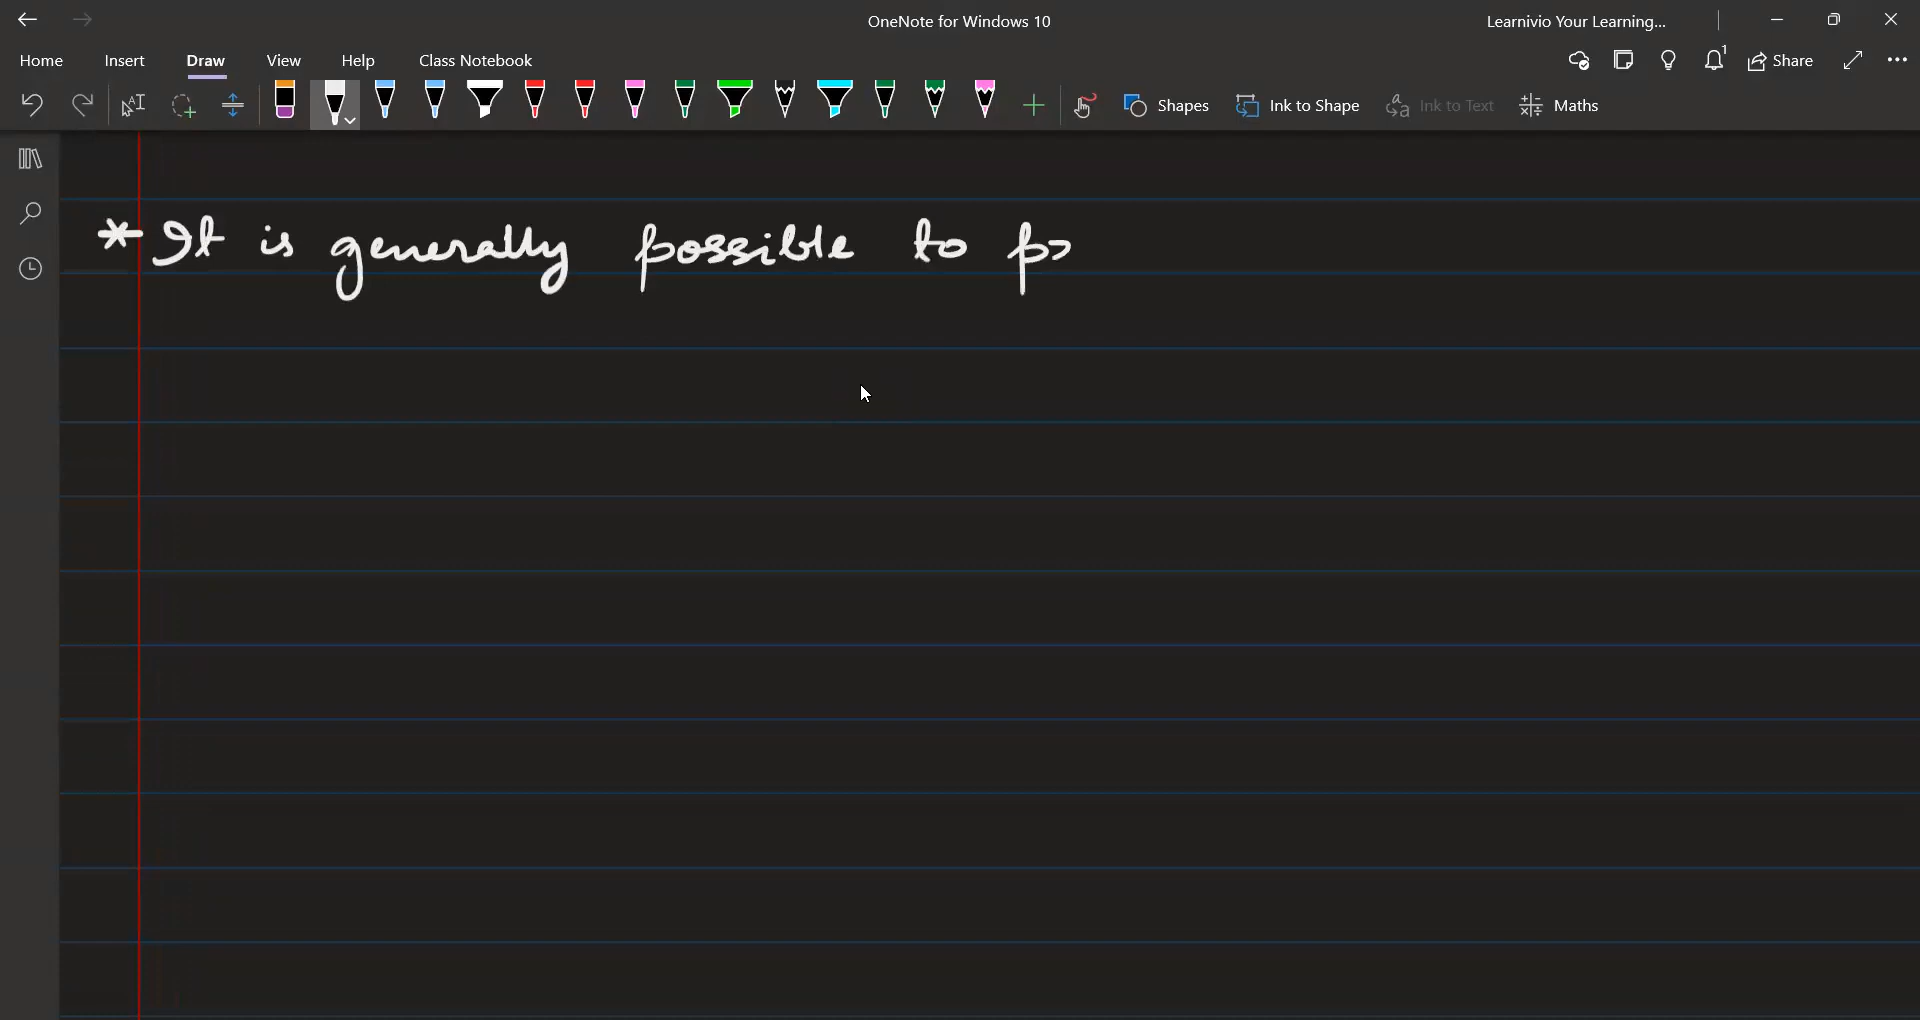 OneNote for Windows 10
Learnivio Your Learning...
Home Insert Draw View Help Class Notebook
1
Share
Shapes Ink to Shape Ink to Text Maths
* It is generally possible to